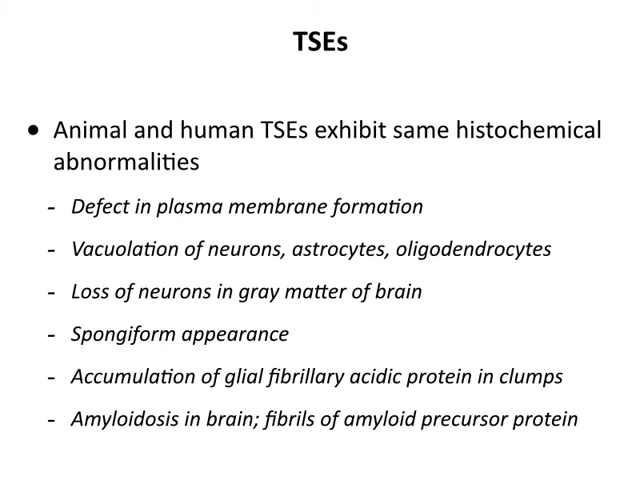 TSEs
• Animal and human TSEs exhibit same histochemical
abnormalities
- Defect in plasma membrane formation
- Vacuolation of neurons, astrocytes, oligodendrocytes
- Loss of neurons in gray matter of brain
- Spongiform appearance
- Accumulation of glial fibrillary acidic protein in clumps
- Amyloidosis in brain; fibrils of amyloid precursor protein